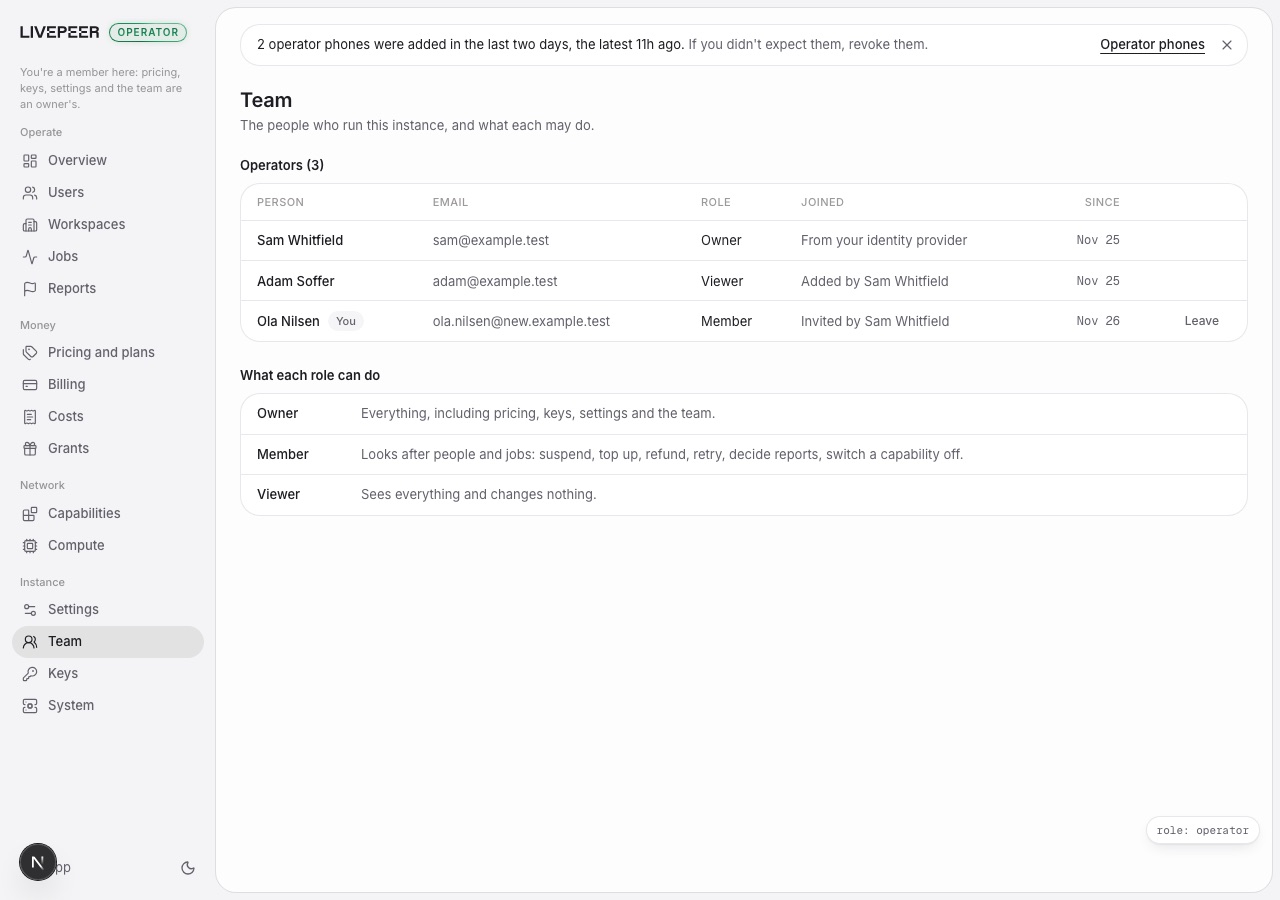 LIVEPEER OPERATOR
You're a member here: pricing,
keys, settings and the team are
an owner's.
Operate
Overview
Users
Workspaces
Jobs
Reports
Money
Pricing and plans
Billing
Costs
Grants
Network
Capabilities
Compute
Instance
Settings
Team
Keys
System
N
pp
2 operator phones were added in the last two days, the latest 11h ago. If you didn't expect them, revoke them. Operator phones
Team
The people who run this instance, and what each may do.
Operators (3)
PERSON EMAIL ROLE JOINED SINCE
Sam Whitfield sam@example.test Owner From your identity provider Nov 25
Adam Soffer adam@example.test Viewer Added by Sam Whitfield Nov 25
Ola Nilsen You ola.nilsen@new.example.test Member Invited by Sam Whitfield Nov 26 Leave
What each role can do
Owner Everything, including pricing, keys, settings and the team.
Member Looks after people and jobs: suspend, top up, refund, retry, decide reports, switch a capability off.
Viewer Sees everything and changes nothing.
role: operator